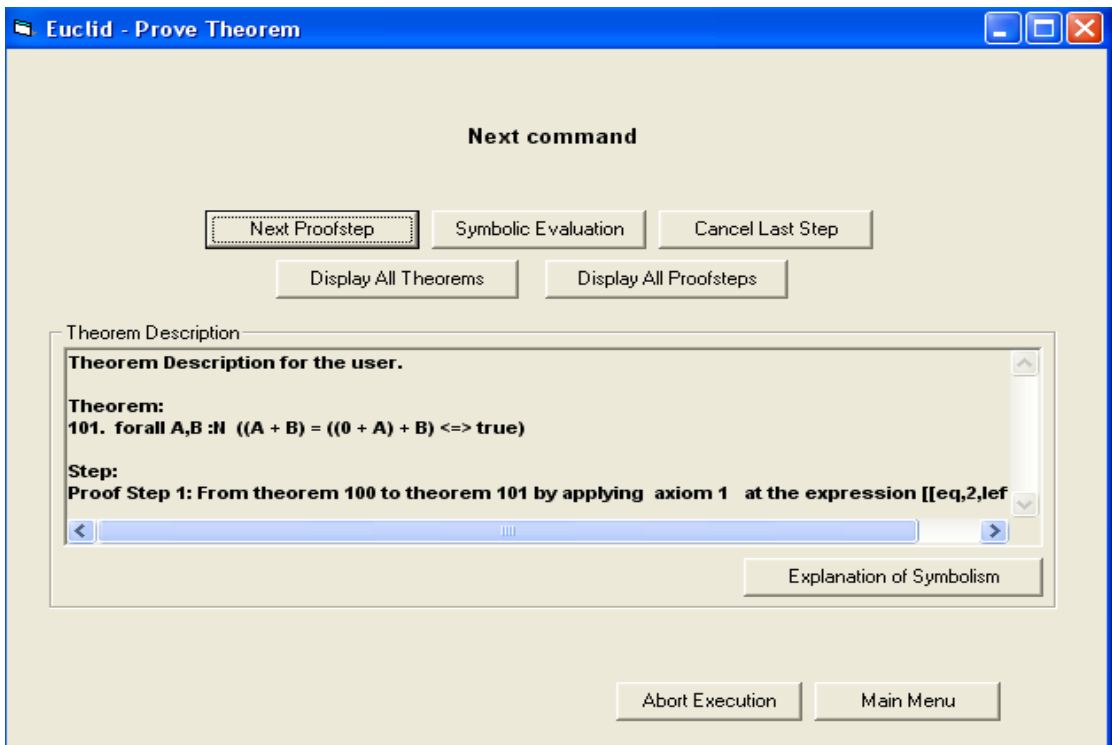 Euclid - Prove Theorem
Next command
Next Proofstep Symbolic Evaluation Cancel Last Step
Display All Theorems Display All Proofsteps
Theorem Description
Theorem Description for the user.
Theorem:
101. forall A,B :N ((A + B) = ((0 + A) + B) <=> true)
Step:
Proof Step 1: From theorem 100 to theorem 101 by applying axiom 1 at the expression [[eq,2,lef
Explanation of Symbolism
Abort Execution Main Menu